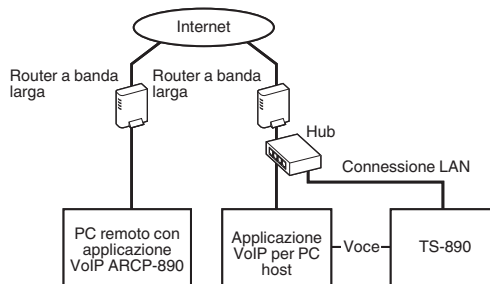 Internet
Router a banda
larga
Router a banda
larga
Hub
Connessione LAN
PC remoto con
applicazione
VoIP ARCP-890
Applicazione
VoIP per PC
host
Voce
TS-890